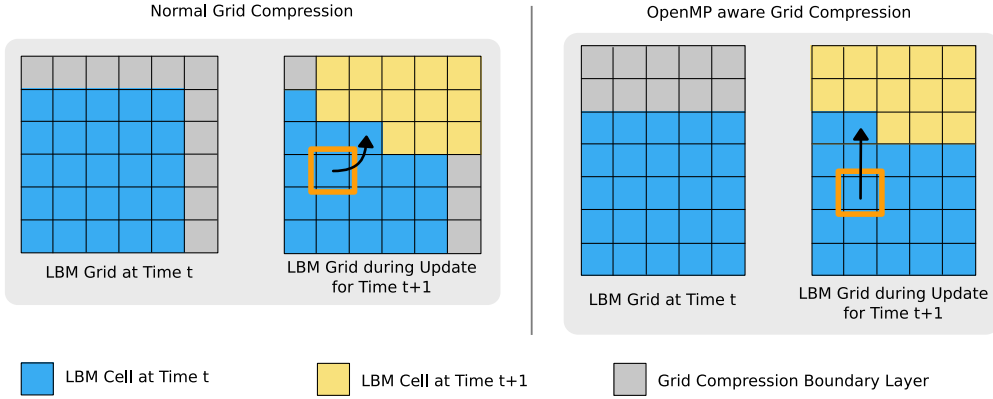 Normal Grid Compression
OpenMP aware Grid Compression
LBM Grid at Time t
LBM Grid during Update
for Time t+1
LBM Grid at Time t
LBM Grid during Update
for Time t+1
LBM Cell at Time t
LBM Cell at Time t+1
Grid Compression Boundary Layer